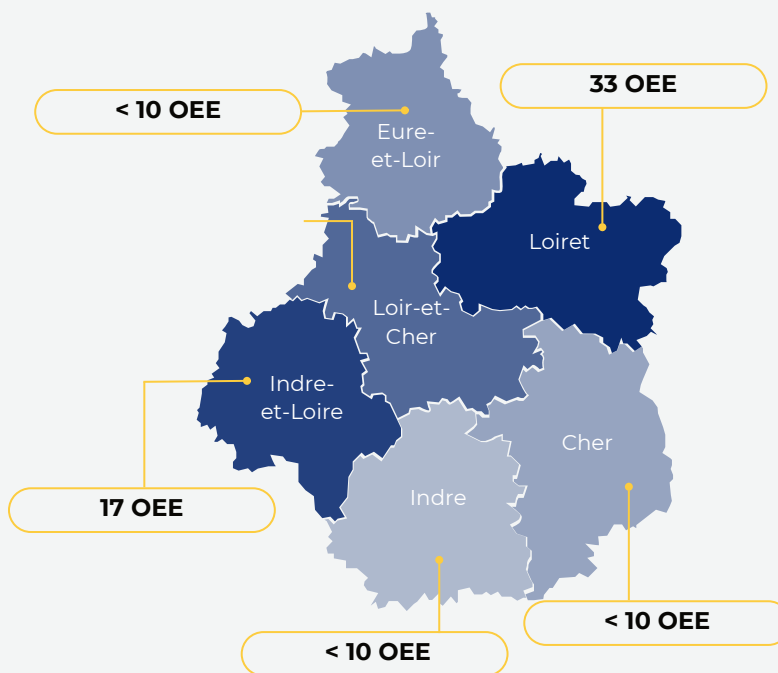 33 OEE
< 10 OEE
Eure-
et-Loir
Loiret
Loir-et-
Cher
Indre-
et-Loire
Cher
17 OEE
Indre
< 10 OEE
< 10 OEE